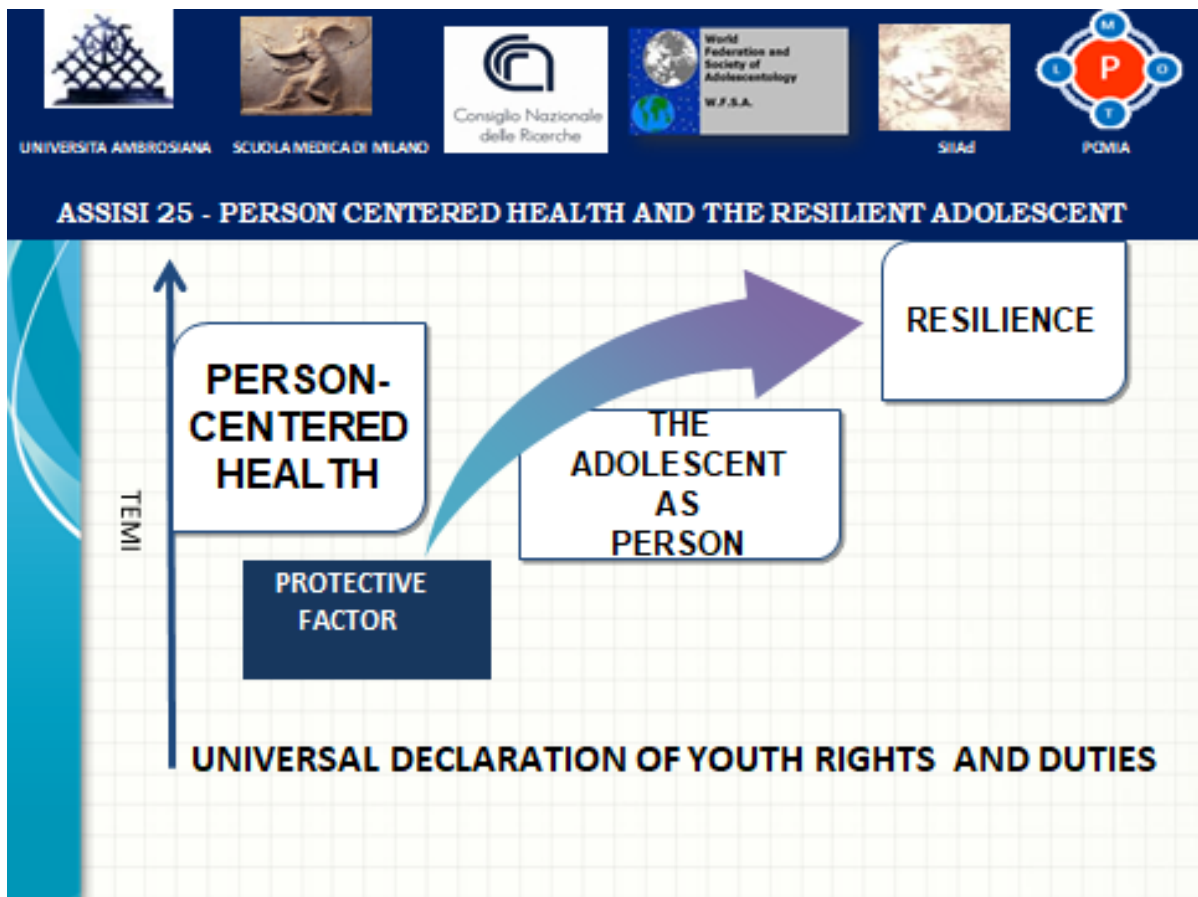 Consiglio Nazionale
delle Ricerche
World
Federation and
Society of
Adolescentology
W.F.S.A.
M
L
P
O
T
UNIVERSITA AMBROSIANA
SCUOLA MEDICA DI MILANO
SIIAd
PCMIA
ASSISI 25 - PERSON CENTERED HEALTH AND THE RESILIENT ADOLESCENT
RESILIENCE
PERSON-
CENTERED
HEALTH
THE
ADOLESCENT
AS
PERSON
TEMI
PROTECTIVE
FACTOR
UNIVERSAL DECLARATION OF YOUTH RIGHTS  AND DUTIES